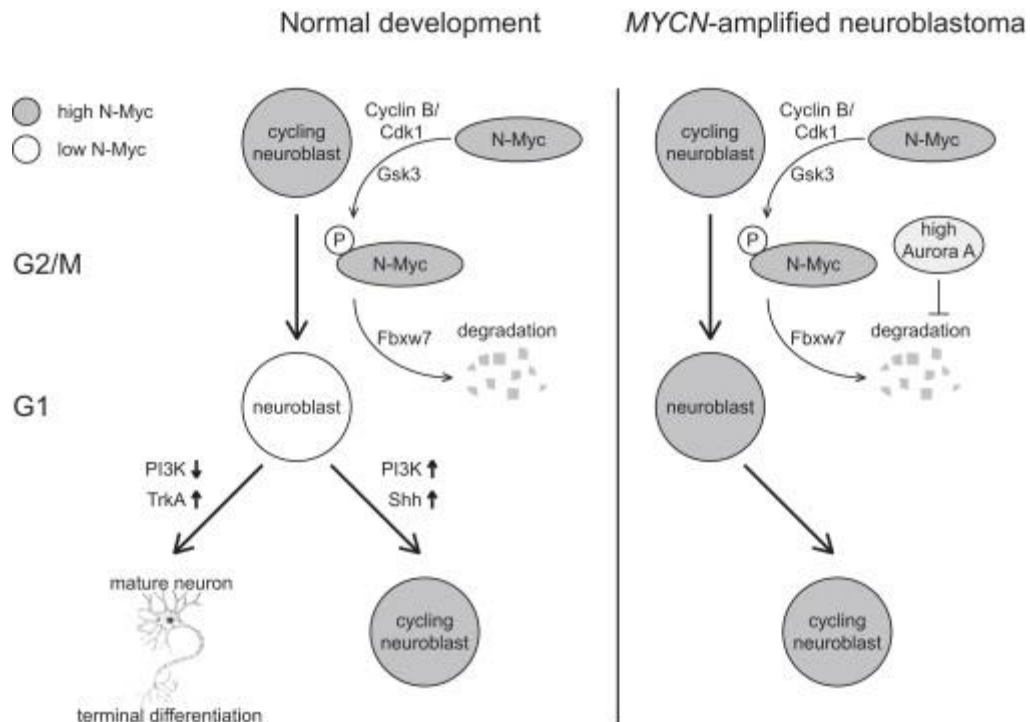 Normal development
MYCN-amplified neuroblastoma
high N-Myc
low N-Myc
cycling
neuroblast
Cyclin B/
Cdk1
Gsk3
N-Myc
P
N-Myc
G2/M
Fbxw7
degradation
G1
neuroblast
PI3K ↓
TrkA ↑
PI3K ↑
Shh ↑
mature neuron
terminal differentiation
cycling
neuroblast
cycling
neuroblast
Cyclin B/
Cdk1
Gsk3
N-Myc
P
N-Myc
high
Aurora A
Fbxw7
degradation
neuroblast
cycling
neuroblast